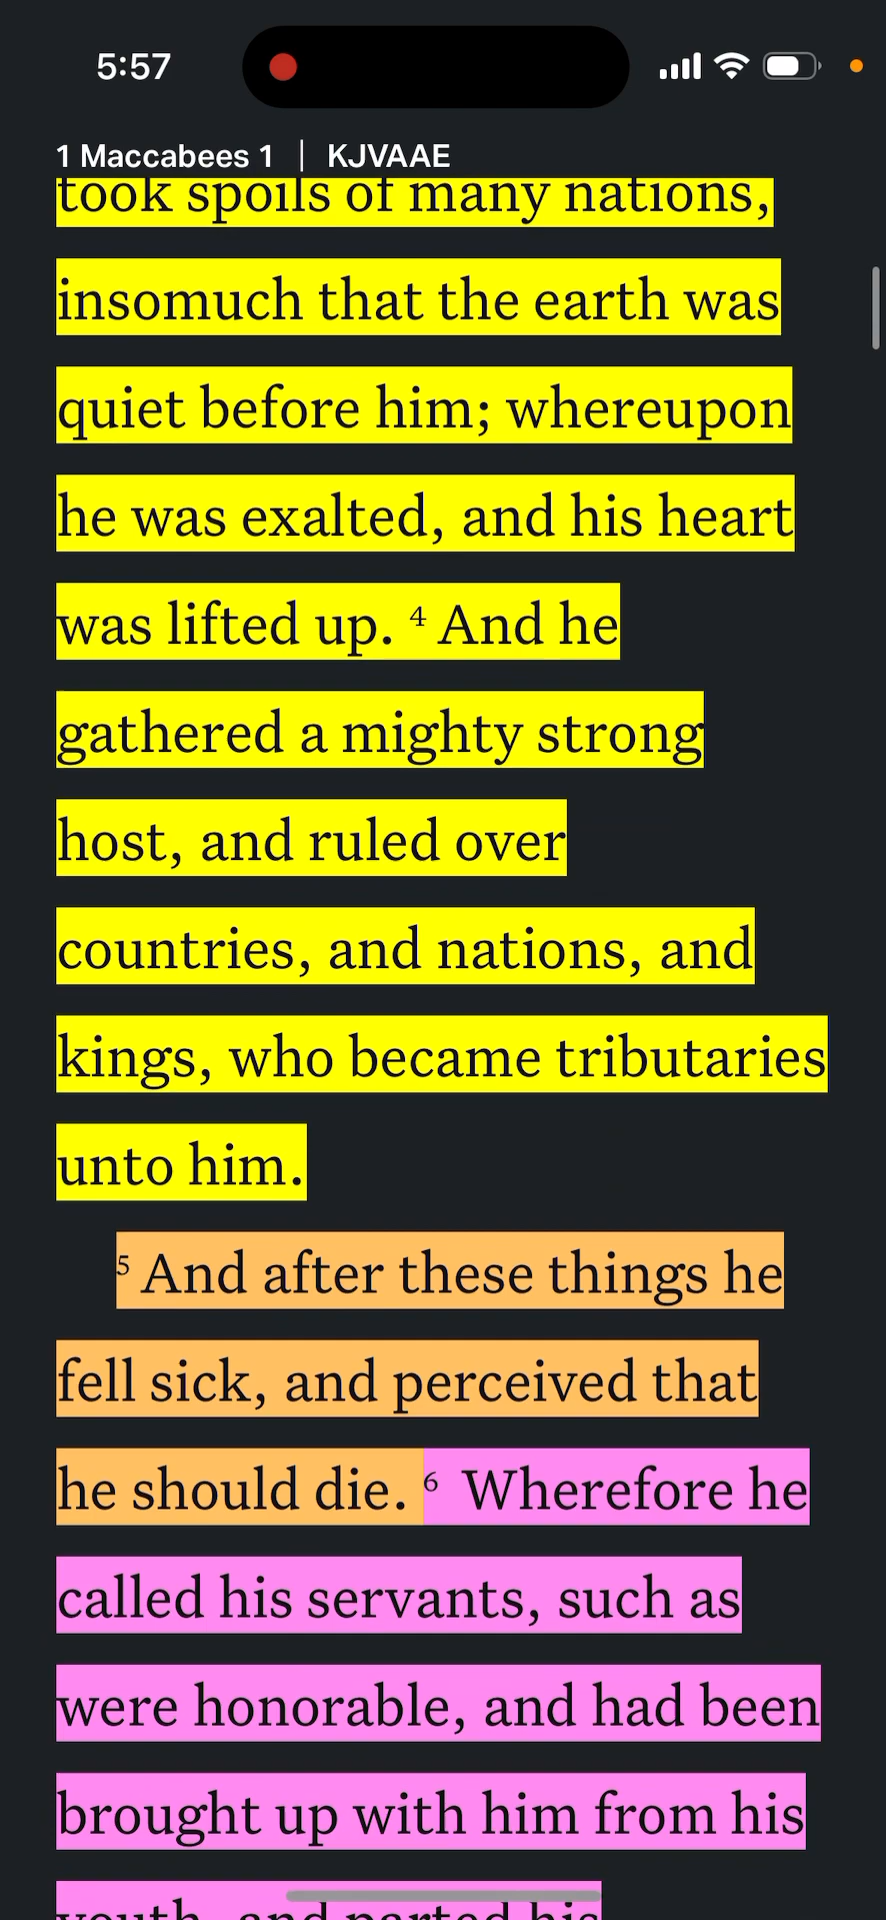 5:57
1 Maccabees 1 | KJVAAE
took spoils of many nations,
insomuch that the earth was
quiet before him; whereupon
he was exalted, and his heart
was lifted up. 4 And he
gathered a mighty strong
host, and ruled over
countries, and nations, and
kings, who became tributaries
unto him.
5 And after these things he
fell sick, and perceived that
he should die. 6 Wherefore he
called his servants, such as
were honorable, and had been
brought up with him from his
youth, and parted his